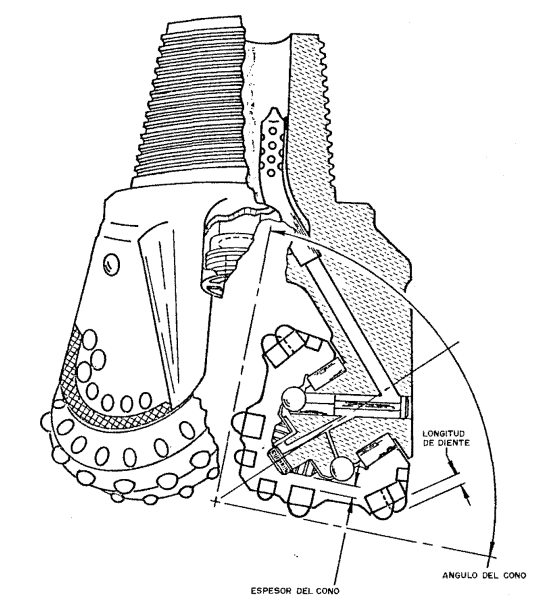 LONGITUD
DE DIENTE
ANGULO DEL CONO
ESPESOR DEL CONO